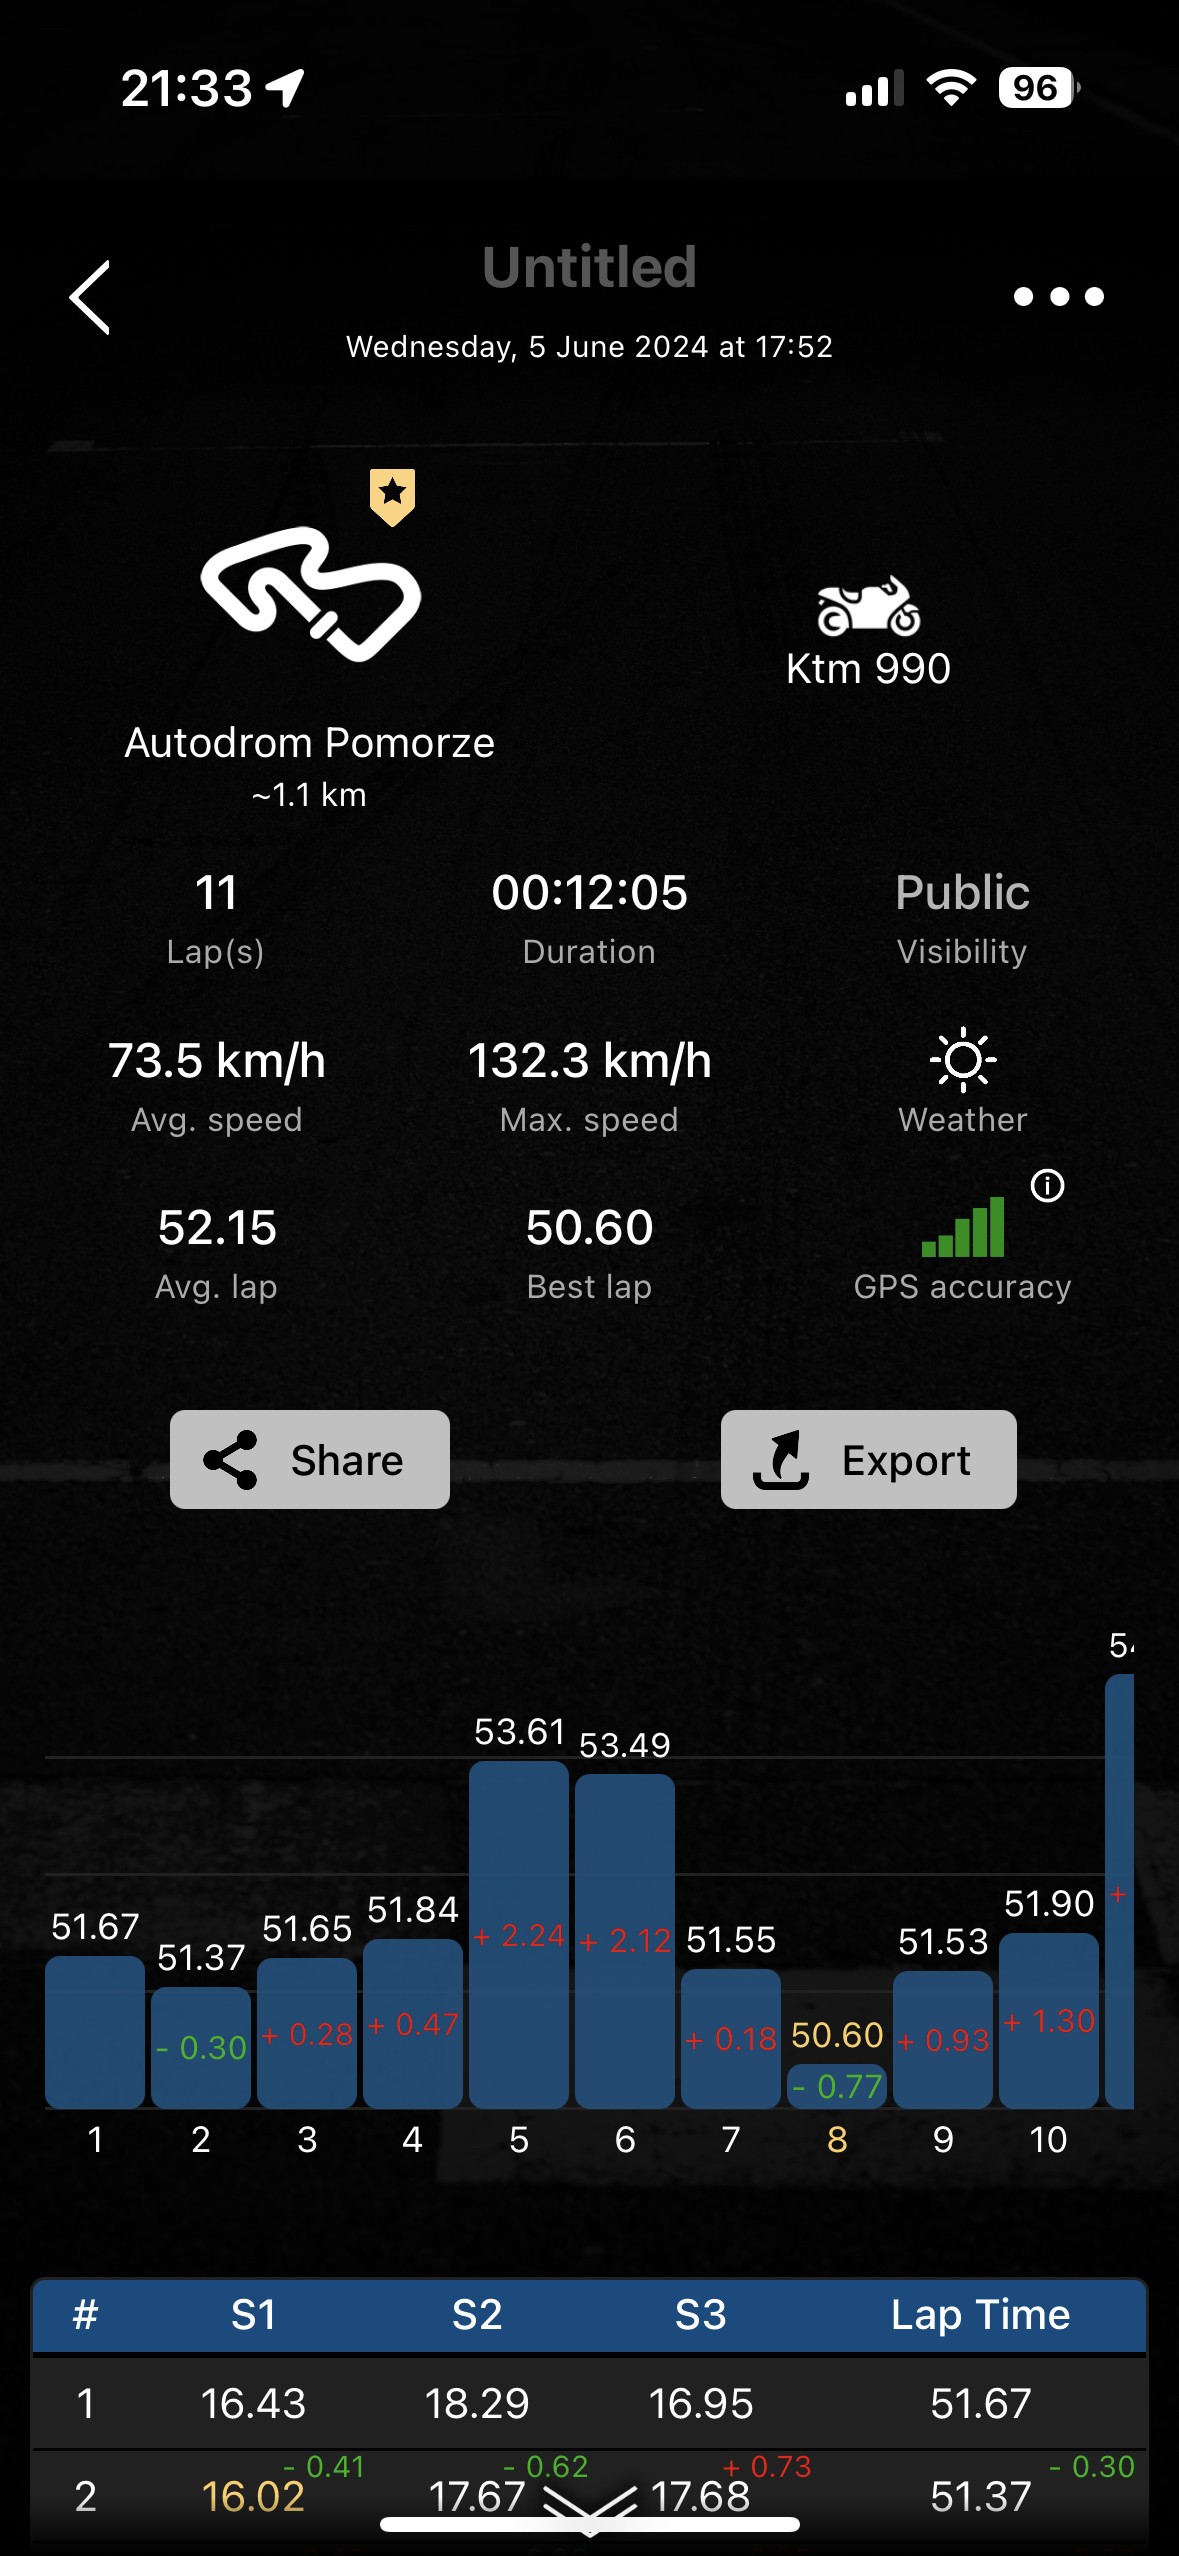 21:33
96
Untitled
Wednesday, 5 June 2024 at 17:52
Ktm 990
Autodrom Pomorze
~1.1 km
11 00:12:05 Public
Lap(s) Duration Visibility
73.5 km/h 132.3 km/h
Avg. speed Max. speed Weather
52.15 50.60
Avg. lap Best lap GPS accuracy
Share Export
51.67 51.37 51.65 51.84 53.61 53.49 51.55 50.60 51.53 51.90
- 0.30 + 0.28 + 0.47 + 2.24 + 2.12 + 0.18 - 0.77 + 0.93 + 1.30 +
1 2 3 4 5 6 7 8 9 10
# S1 S2 S3 Lap Time
1 16.43 18.29 16.95 51.67
- 0.41 - 0.62 + 0.73 - 0.30
2 16.02 17.67 17.68 51.37